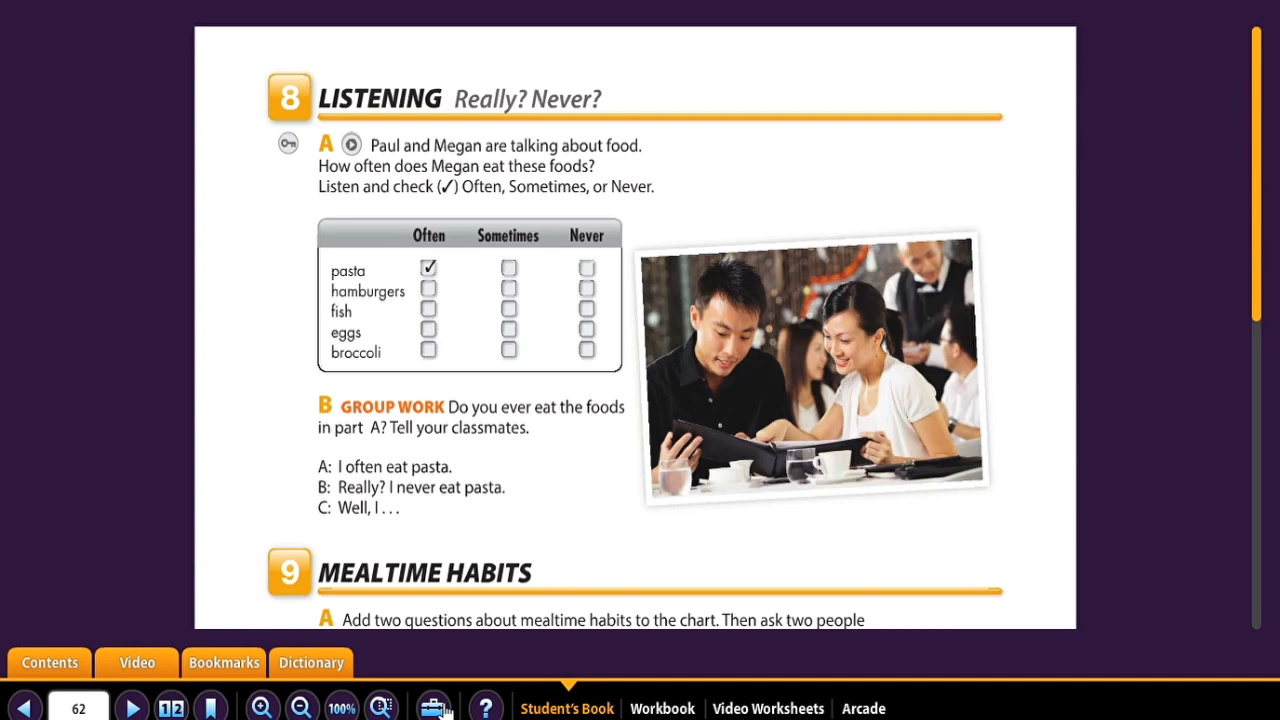 8 LISTENING Really? Never?
A Paul and Megan are talking about food.
How often does Megan eat these foods?
Listen and check (✓) Often, Sometimes, or Never.
Often Sometimes Never
pasta ✓
hamburgers
fish
eggs
broccoli
B GROUP WORK Do you ever eat the foods
in part A? Tell your classmates.
A: I often eat pasta.
B: Really? I never eat pasta.
C: Well, I . . .
9 MEALTIME HABITS
A Add two questions about mealtime habits to the chart. Then ask two people
Contents Video Bookmarks Dictionary
62 12 100% ? Student's Book Workbook Video Worksheets Arcade